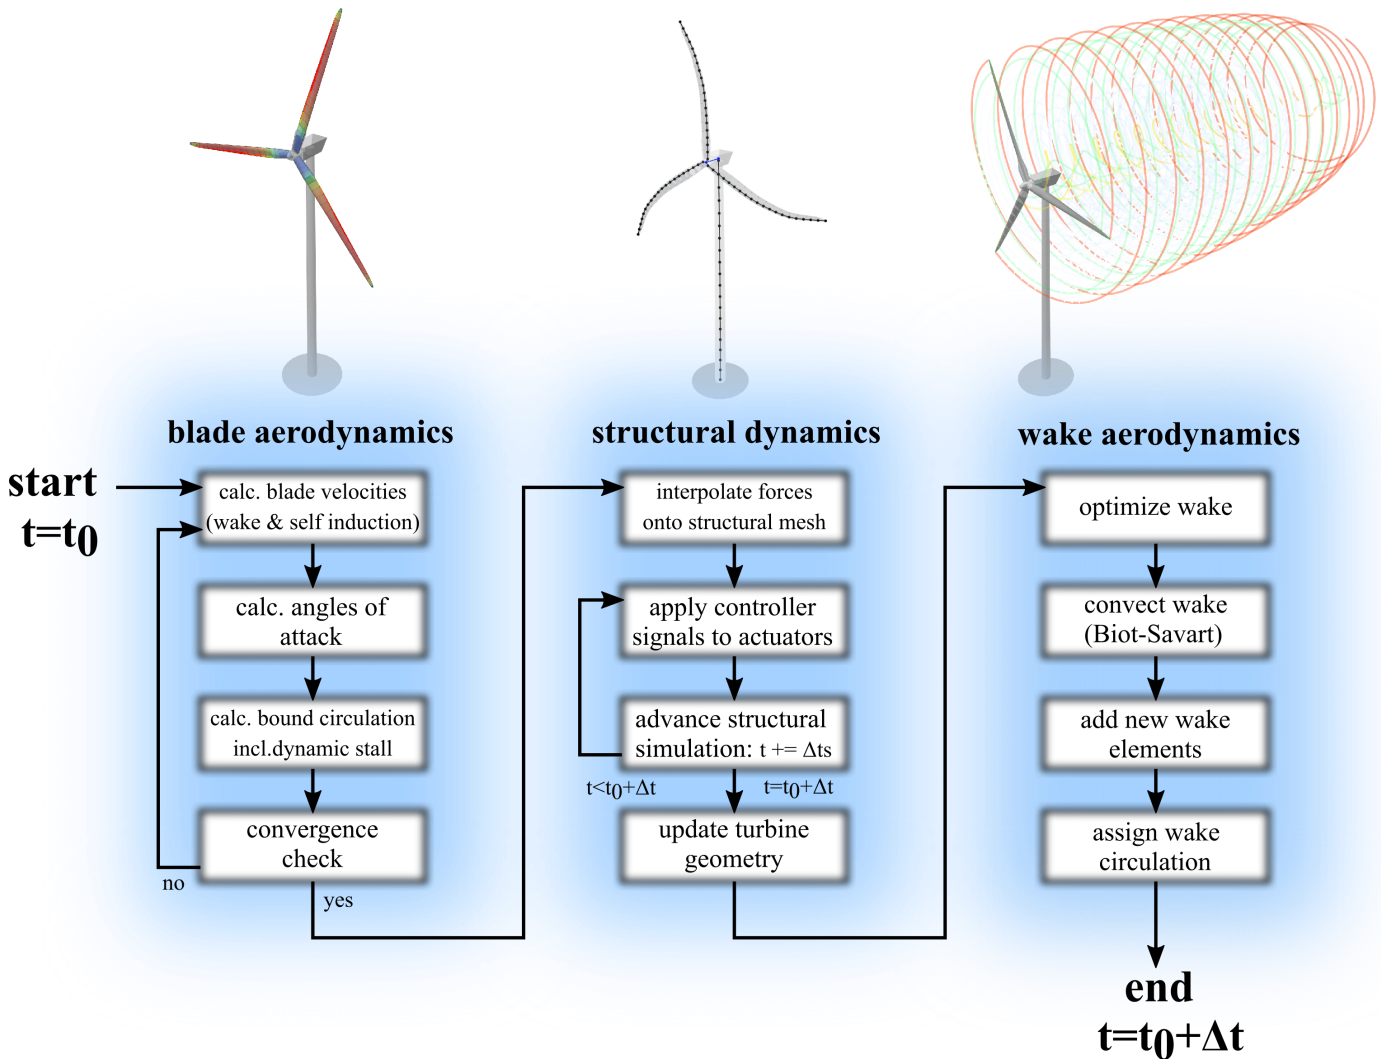 blade aerodynamics
start
t=t0
calc. blade velocities
(wake & self induction)
calc. angles of
attack
calc. bound circulation
incl.dynamic stall
convergence
check
no
yes
structural dynamics
interpolate forces
onto structural mesh
apply controller
signals to actuators
advance structural
simulation: t += Δts
t<t0+Δt
t=t0+Δt
update turbine
geometry
wake aerodynamics
optimize wake
convect wake
(Biot-Savart)
add new wake
elements
assign wake
circulation
end
t=t0+Δt